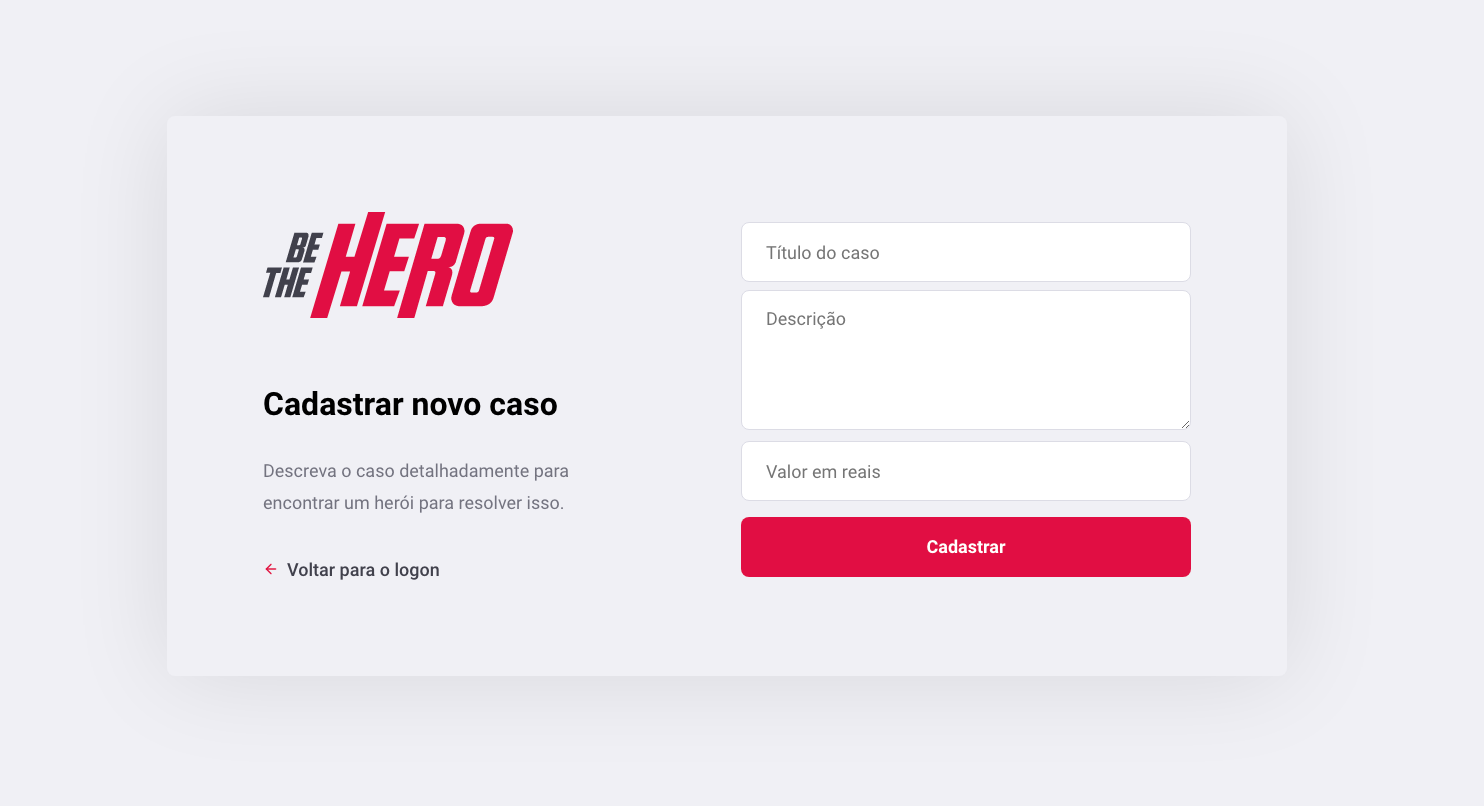 BE
THE
HERO
Cadastrar novo caso
Descreva o caso detalhadamente para
encontrar um herói para resolver isso.
Voltar para o logon
Título do caso
Descrição
Valor em reais
Cadastrar